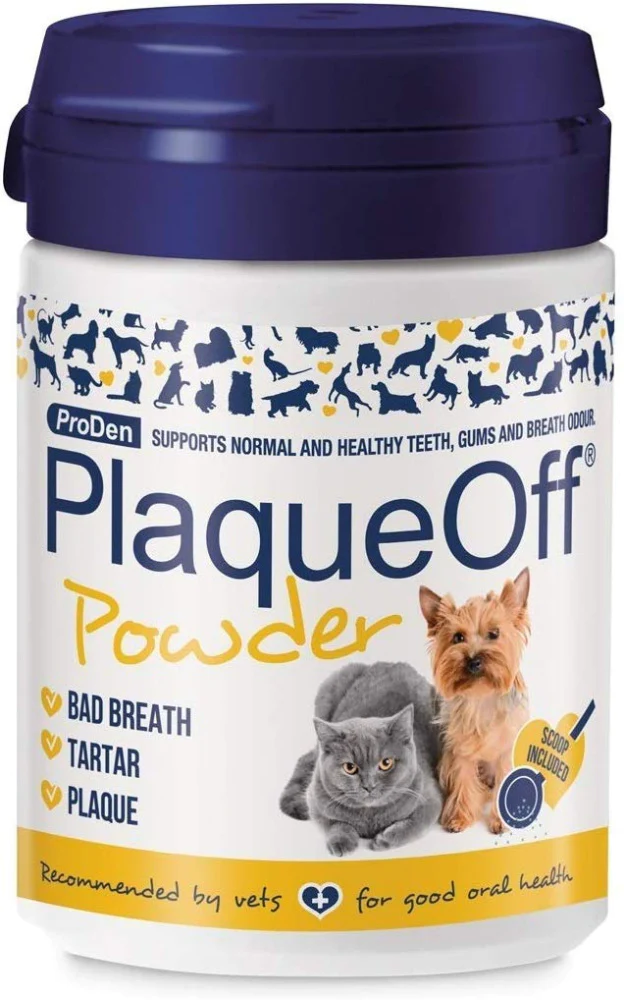 ProDen
SUPPORTS NORMAL AND HEALTHY TEETH, GUMS AND BREATH ODOUR.
PlaqueOff®
Powder
BAD BREATH
TARTAR
PLAQUE
SCOOP
INCLUDED
Recommended by vets for good oral health